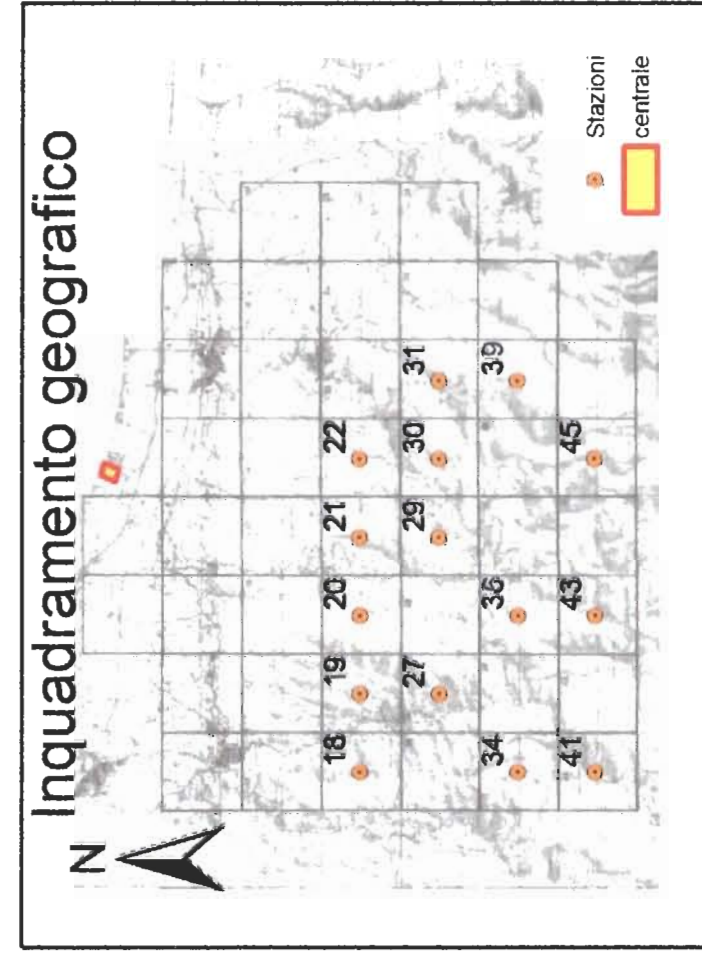 Inquadramento geografico
N
18 19 20 21 22
27 29 30 31
34 36 39
41 43 45
Stazioni
centrale